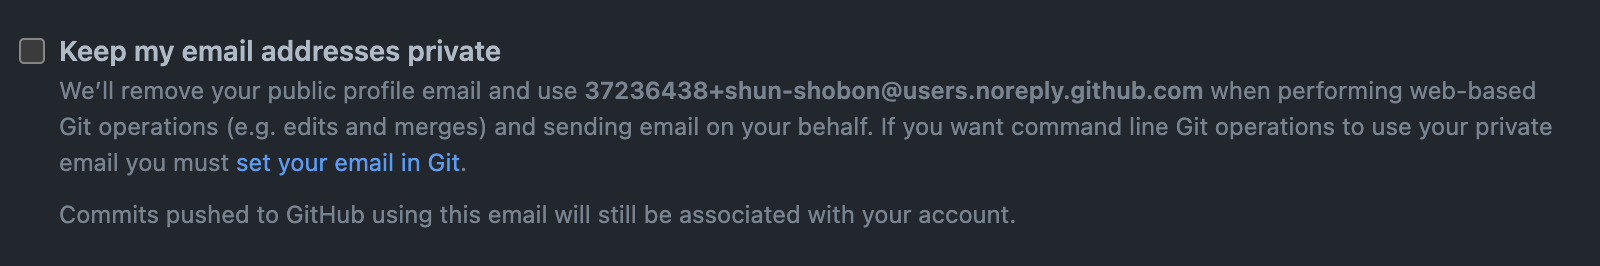 Keep my email addresses private
We’ll remove your public profile email and use 37236438+shun-shobon@users.noreply.github.com when performing web-based
Git operations (e.g. edits and merges) and sending email on your behalf. If you want command line Git operations to use your private
email you must set your email in Git.
Commits pushed to GitHub using this email will still be associated with your account.